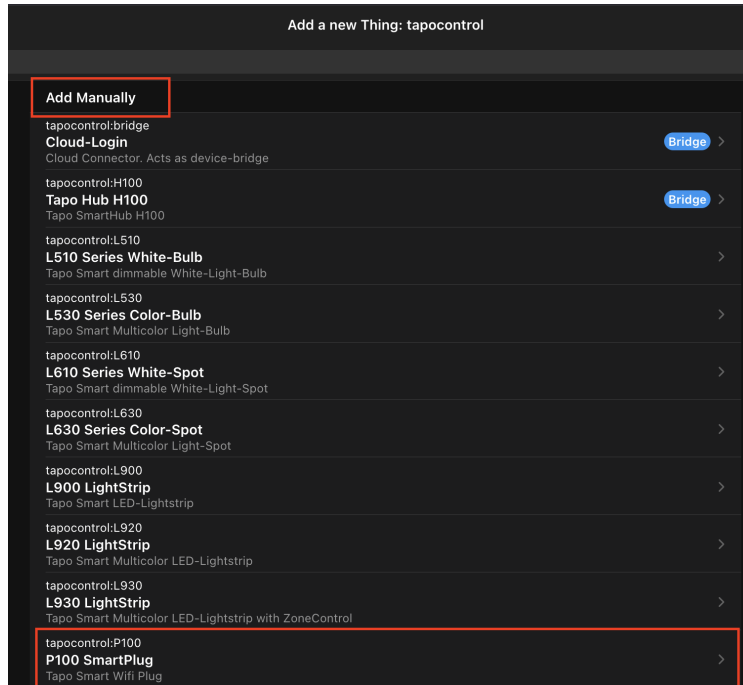 Add a new Thing: tapocontrol
Add Manually
tapocontrol:bridge
Cloud-Login
Bridge
Cloud Connector. Acts as device-bridge
tapocontrol:H100
Tapo Hub H100
Bridge
Tapo SmartHub H100
tapocontrol:L510
L510 Series White-Bulb
Tapo Smart dimmable White-Light-Bulb
tapocontrol:L530
L530 Series Color-Bulb
Tapo Smart Multicolor Light-Bulb
tapocontrol:L610
L610 Series White-Spot
Tapo Smart dimmable White-Light-Spot
tapocontrol:L630
L630 Series Color-Spot
Tapo Smart Multicolor Light-Spot
tapocontrol:L900
L900 LightStrip
Tapo Smart LED-Lightstrip
tapocontrol:L920
L920 LightStrip
Tapo Smart Multicolor LED-Lightstrip
tapocontrol:L930
L930 LightStrip
Tapo Smart Multicolor LED-Lightstrip with ZoneControl
tapocontrol:P100
P100 SmartPlug
Tapo Smart Wifi Plug